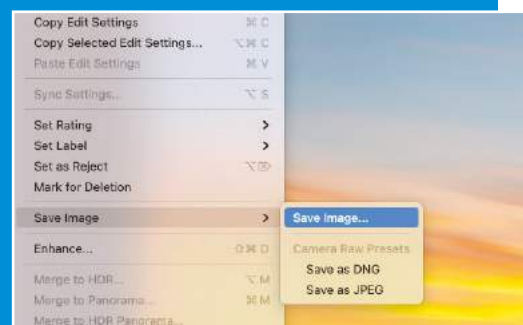 Copy Edit Settings ⌘ C
Copy Selected Edit Settings... ⌥ ⌘ C
Paste Edit Settings ⌘ V
Sync Settings... ⌥ S
Set Rating >
Set Label >
Set as Reject ⌥ ⌦
Mark for Deletion
Save Image >
Save Image...
Enhance... ⇧ ⌘ D
Camera Raw Presets
Save as DNG
Save as JPEG
Merge to HDR... ⌥ M
Merge to Panorama... ⌘ M
Merge to HDR Panorama...